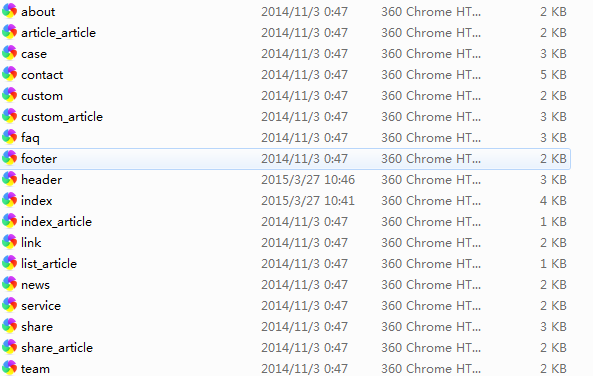 about 2014/11/3 0:47 360 Chrome HT... 2 KB
article_article 2014/11/3 0:47 360 Chrome HT... 2 KB
case 2014/11/3 0:47 360 Chrome HT... 3 KB
contact 2014/11/3 0:47 360 Chrome HT... 5 KB
custom 2014/11/3 0:47 360 Chrome HT... 2 KB
custom_article 2014/11/3 0:47 360 Chrome HT... 3 KB
faq 2014/11/3 0:47 360 Chrome HT... 3 KB
footer 2014/11/3 0:47 360 Chrome HT... 2 KB
header 2015/3/27 10:46 360 Chrome HT... 3 KB
index 2015/3/27 10:41 360 Chrome HT... 4 KB
index_article 2014/11/3 0:47 360 Chrome HT... 1 KB
link 2014/11/3 0:47 360 Chrome HT... 2 KB
list_article 2014/11/3 0:47 360 Chrome HT... 1 KB
news 2014/11/3 0:47 360 Chrome HT... 2 KB
service 2014/11/3 0:47 360 Chrome HT... 2 KB
share 2014/11/3 0:47 360 Chrome HT... 3 KB
share_article 2014/11/3 0:47 360 Chrome HT... 2 KB
team 2014/11/3 0:47 360 Chrome HT... 2 KB